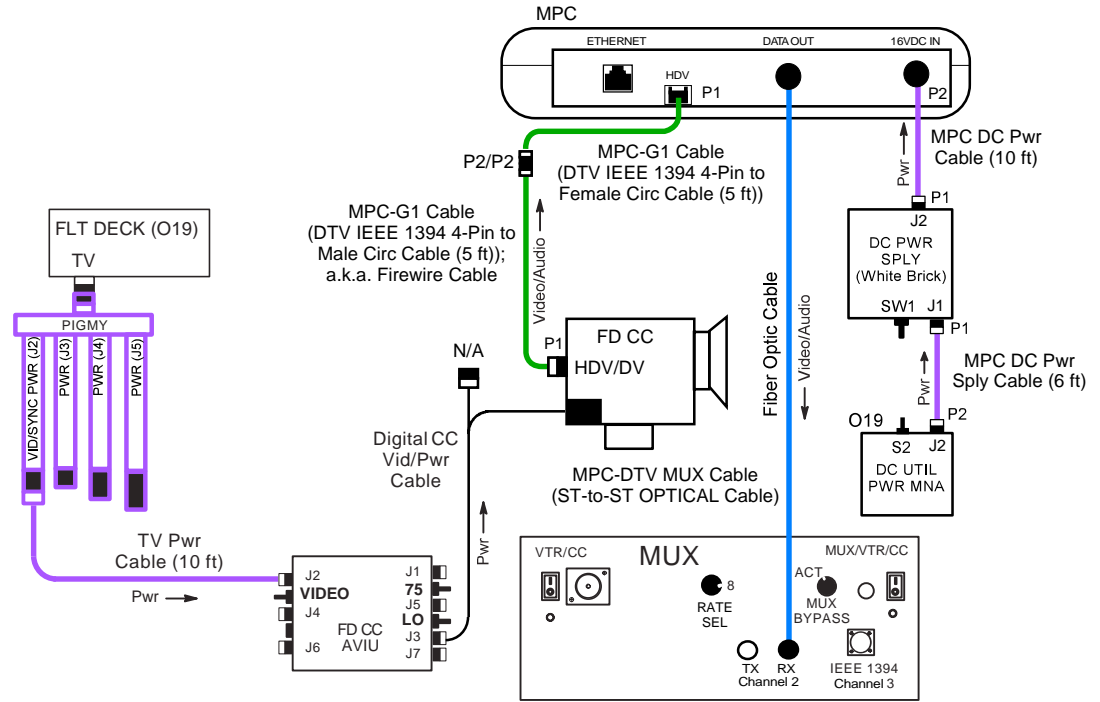 MPC
ETHERNET
DATA OUT
16VDC IN
HDV
P1
P2
P2/P2
MPC-G1 Cable
(DTV IEEE 1394 4-Pin to
Female Circ Cable (5 ft))
MPC DC Pwr
Cable (10 ft)
Pwr
MPC-G1 Cable
(DTV IEEE 1394 4-Pin to
Male Circ Cable (5 ft));
a.k.a. Firewire Cable
Video/Audio
P1
J2
DC PWR
SPLY
(White Brick)
SW1
J1
P1
FLT DECK (O19)
TV
PIGMY
VID/SYNC PWR (J2)
PWR (J3)
PWR (J4)
PWR (J5)
N/A
P1
FD CC
HDV/DV
Fiber Optic Cable
Video/Audio
MPC DC Pwr
Sply Cable (6 ft)
Pwr
O19
P2
S2
J2
DC UTIL
PWR MNA
Digital CC
Vid/Pwr
Cable
MPC-DTV MUX Cable
(ST-to-ST OPTICAL Cable)
Pwr
TV Pwr
Cable (10 ft)
Pwr
J2
VIDEO
J4
J6
FD CC
AVIU
J1
75
J5
LO
J3
J7
VTR/CC
MUX
MUX/VTR/CC
8
RATE
SEL
ACT
MUX
BYPASS
TX
RX
Channel 2
IEEE 1394
Channel 3